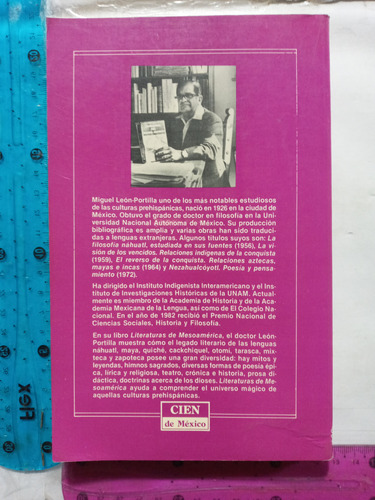 Miguel León-Portilla uno de los más notables estudiosos
de las culturas prehispánicas, nació en 1926 en la ciudad de
México. Obtuvo el grado de doctor en filosofía en la Uni-
versidad Nacional Autónoma de México. Su producción
bibliográfica es amplia y varias obras han sido traduci-
das a lenguas extranjeras. Algunos títulos suyos son: La
filosofía náhuatl, estudiada en sus fuentes (1956), La vi-
sión de los vencidos. Relaciones indígenas de la conquista
(1959), El reverso de la conquista. Relaciones aztecas,
mayas e incas (1964) y Nezahualcóyotl. Poesía y pensa-
miento (1972).
Ha dirigido el Instituto Indigenista Interamericano y el Ins-
tituto de Investigaciones Históricas de la UNAM. Actual-
mente es miembro de la Academia de Historia y de la Aca-
demia Mexicana de la Lengua, así como de El Colegio Na-
cional. En el año de 1982 recibió el Premio Nacional de
Ciencias Sociales, Historia y Filosofía.
En su libro Literaturas de Mesoamérica, el doctor León-
Portilla muestra cómo el legado literario de las lenguas
náhuatl, maya, quiché, cackchiquel, otomí, tarasca, mix-
teca y zapoteca posee una gran diversidad: hay mitos y
leyendas, himnos sagrados, diversas formas de poesía épi-
ca, lírica y religiosa, teatro, crónica e historia, prosa di-
dáctica, doctrinas acerca de los dioses. Literaturas de Me-
soamérica ayuda a comprender el universo mágico de
aquellas culturas prehispánicas.
CIEN
de México